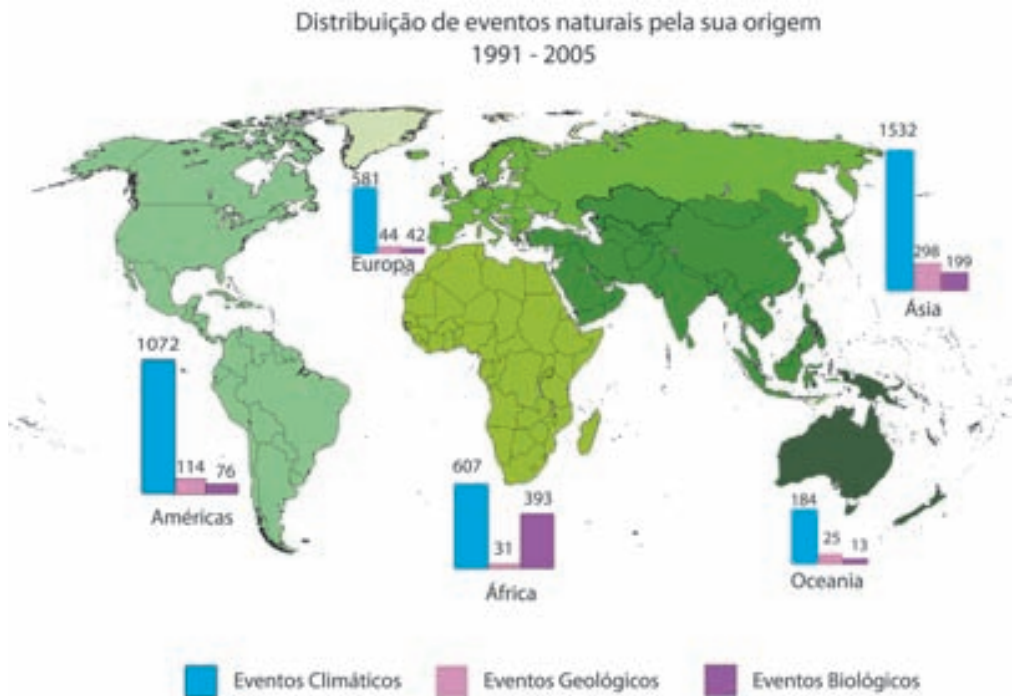 Distribuição de eventos naturais pela sua origem
1991 - 2005
1532
298
199
Ásia
581
44
42
Europa
1072
114
76
Américas
607
31
393
África
184
25
13
Oceania
Eventos Climáticos
Eventos Geológicos
Eventos Biológicos